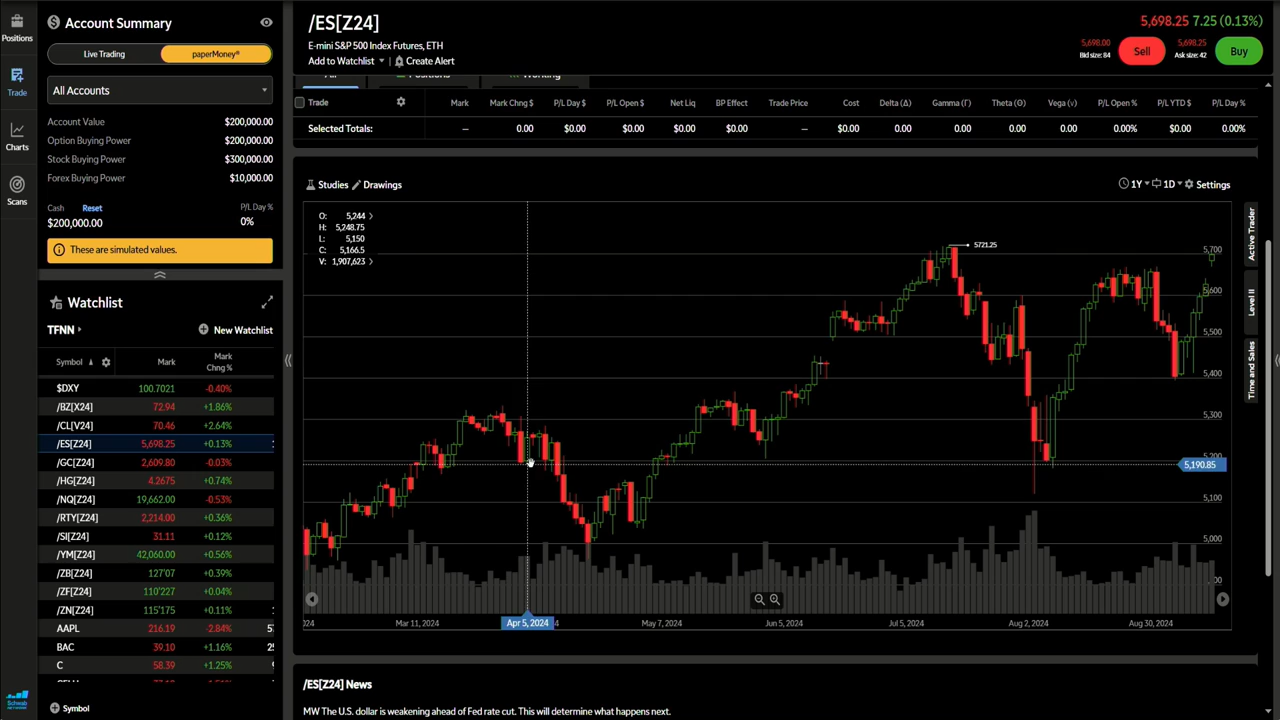 Positions
Trade
Charts
Scans
Schwab
Account Summary
Live Trading paperMoney®
All Accounts
Account Value $200,000.00
Option Buying Power $200,000.00
Stock Buying Power $300,000.00
Forex Buying Power $10,000.00
Cash Reset P/L Day %
$200,000.00 0%
These are simulated values.
Watchlist
TFNN New Watchlist
Symbol Mark Mark Chng %
$DXY 100.7021 -0.40%
/BZ[X24] 72.94 +1.86%
/CL[V24] 70.46 +2.64%
/ES[Z24] 5,698.25 +0.13% 1
/GC[Z24] 2,609.80 -0.03%
/HG[Z24] 4.2675 +0.74%
/NQ[Z24] 19,662.00 -0.53%
/RTY[Z24] 2,214.00 +0.36%
/SI[Z24] 31.11 +0.12%
/YM[Z24] 42,060.00 +0.56%
/ZB[Z24] 127'07 +0.39%
/ZF[Z24] 110'227 +0.04%
/ZN[Z24] 115'175 +0.11%
AAPL 216.19 -2.84% 5
BAC 39.10 +1.16% 25
C 58.39 +1.25%
Symbol
/ES[Z24]
E-mini S&P 500 Index Futures, ETH
Add to Watchlist Create Alert
5,698.25 7.25 (0.13%)
5,698.00 Sell 5,698.25 Buy
Bid size: 84 Ask size: 42
All Positions Working
Trade Mark Mark Chng $ P/L Day $ P/L Open $ Net Liq BP Effect Trade Price Cost Delta (Δ) Gamma (Γ) Theta (Θ) Vega (ν) P/L Open % P/L YTD $ P/L Day %
Selected Totals: — 0.00 $0.00 $0.00 $0.00 $0.00 — $0.00 0.00 0.00 0.00 0.00 0.00% $0.00 0.00%
Studies Drawings 1Y 1D Settings
O: 5,244
H: 5,248.75
L: 5,150
C: 5,166.5
V: 1,907,623
5721.25
5,700
5,600
5,500
5,400
5,300
5,200
5,190.85
5,100
5,000
Active Trader
Level II
Time and Sales
Mar 11, 2024 Apr 5, 2024 May 7, 2024 Jun 5, 2024 Jul 5, 2024 Aug 2, 2024 Aug 30, 2024
/ES[Z24] News
MW The U.S. dollar is weakening ahead of Fed rate cut. This will determine what happens next.